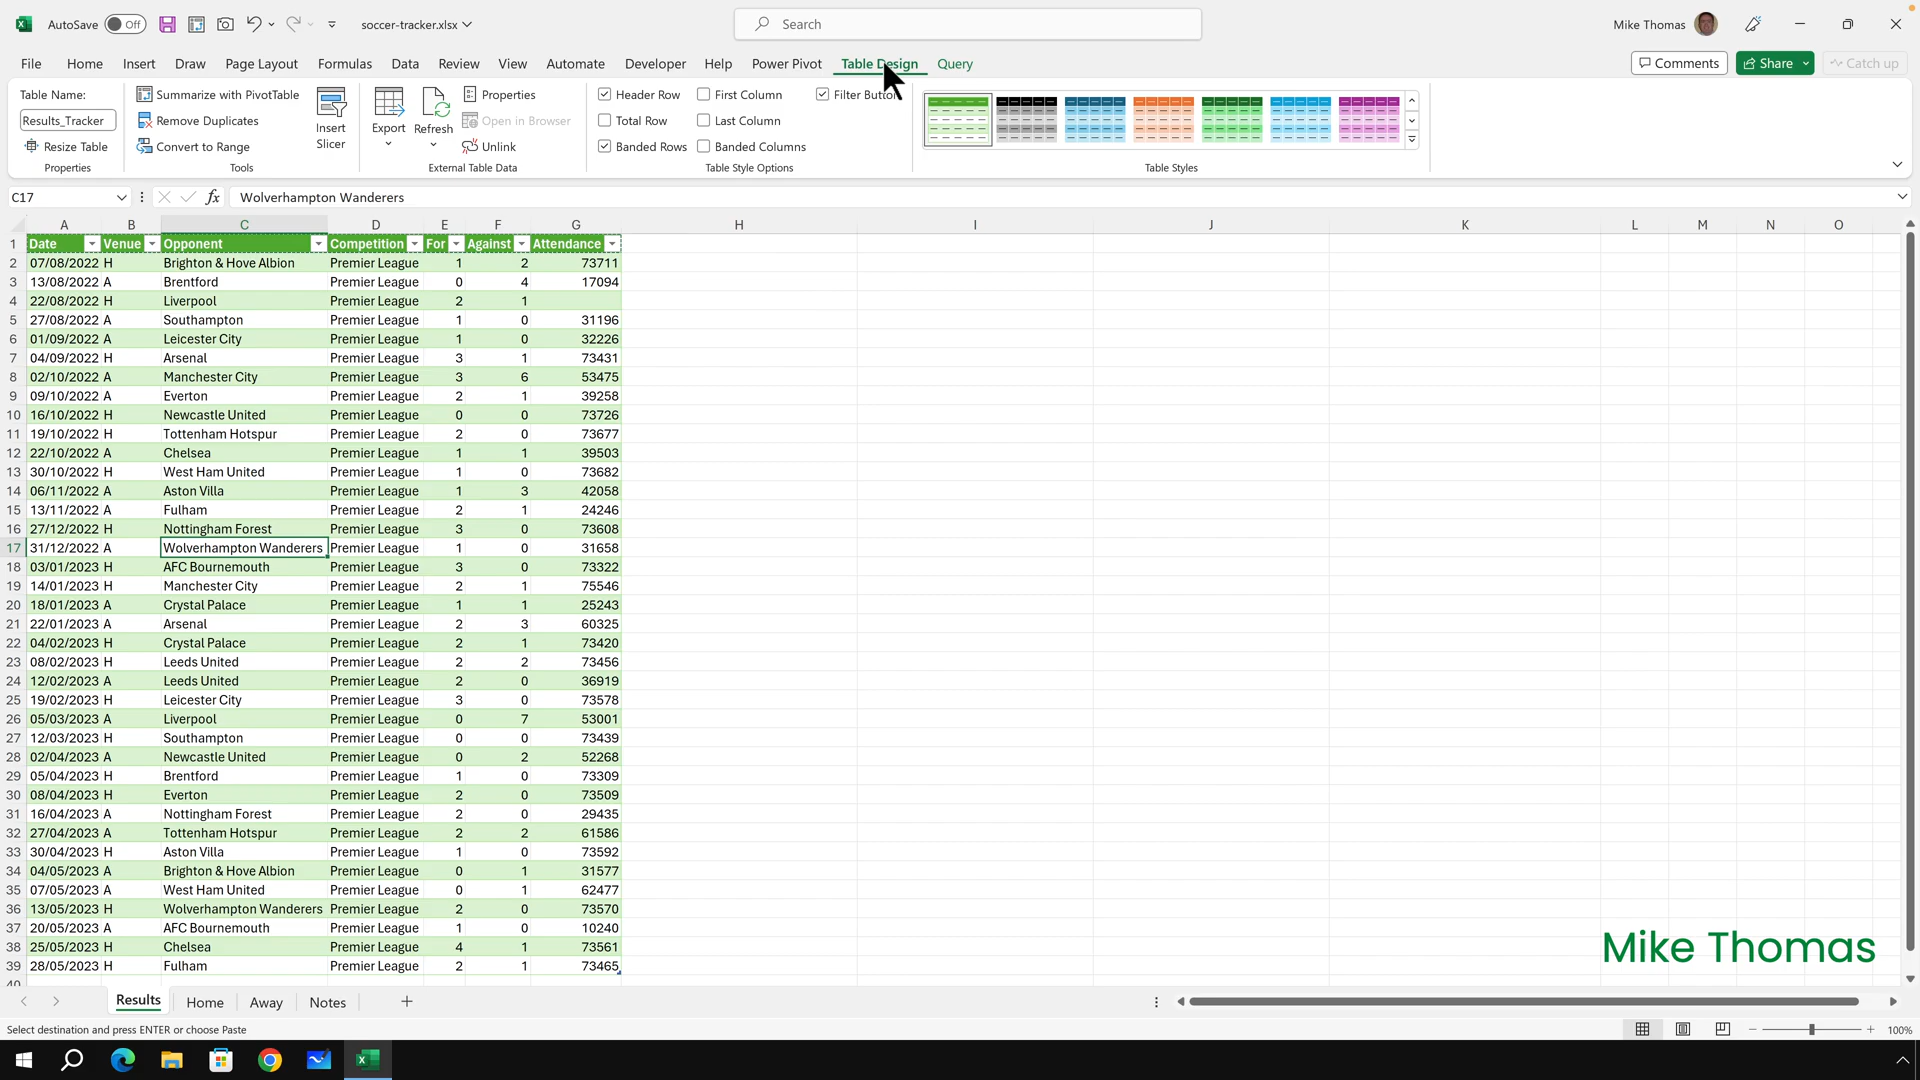 AutoSave Off soccer-tracker.xlsx Search Mike Thomas
File Home Insert Draw Page Layout Formulas Data Review View Automate Developer Help Power Pivot Table Design Query Comments Share Catch up
Table Name: Summarize with PivotTable Properties Header Row First Column Filter Button
Results_Tracker Remove Duplicates Insert Slicer Export Refresh Open in Browser Total Row Last Column
Resize Table Convert to Range Unlink Banded Rows Banded Columns
Properties Tools External Table Data Table Style Options Table Styles
C17 fx Wolverhampton Wanderers
A B C D E F G H I J K L M N O
1 Date Venue Opponent Competition For Against Attendance
2 07/08/2022 H Brighton & Hove Albion Premier League 1 2 73711
3 13/08/2022 A Brentford Premier League 0 4 17094
4 22/08/2022 H Liverpool Premier League 2 1
5 27/08/2022 A Southampton Premier League 1 0 31196
6 01/09/2022 A Leicester City Premier League 1 0 32226
7 04/09/2022 H Arsenal Premier League 3 1 73431
8 02/10/2022 A Manchester City Premier League 3 6 53475
9 09/10/2022 A Everton Premier League 2 1 39258
10 16/10/2022 H Newcastle United Premier League 0 0 73726
11 19/10/2022 H Tottenham Hotspur Premier League 2 0 73677
12 22/10/2022 A Chelsea Premier League 1 1 39503
13 30/10/2022 H West Ham United Premier League 1 0 73682
14 06/11/2022 A Aston Villa Premier League 1 3 42058
15 13/11/2022 A Fulham Premier League 2 1 24246
16 27/12/2022 H Nottingham Forest Premier League 3 0 73608
17 31/12/2022 A Wolverhampton Wanderers Premier League 1 0 31658
18 03/01/2023 H AFC Bournemouth Premier League 3 0 73322
19 14/01/2023 H Manchester City Premier League 2 1 75546
20 18/01/2023 A Crystal Palace Premier League 1 1 25243
21 22/01/2023 A Arsenal Premier League 2 3 60325
22 04/02/2023 H Crystal Palace Premier League 2 1 73420
23 08/02/2023 H Leeds United Premier League 2 2 73456
24 12/02/2023 A Leeds United Premier League 2 0 36919
25 19/02/2023 H Leicester City Premier League 3 0 73578
26 05/03/2023 A Liverpool Premier League 0 7 53001
27 12/03/2023 H Southampton Premier League 0 0 73439
28 02/04/2023 A Newcastle United Premier League 0 2 52268
29 05/04/2023 H Brentford Premier League 1 0 73309
30 08/04/2023 H Everton Premier League 2 0 73509
31 16/04/2023 A Nottingham Forest Premier League 2 0 29435
32 27/04/2023 A Tottenham Hotspur Premier League 2 2 61586
33 30/04/2023 H Aston Villa Premier League 1 0 73592
34 04/05/2023 A Brighton & Hove Albion Premier League 0 1 31577
35 07/05/2023 A West Ham United Premier League 0 1 62477
36 13/05/2023 H Wolverhampton Wanderers Premier League 2 0 73570
37 20/05/2023 A AFC Bournemouth Premier League 1 0 10240
38 25/05/2023 H Chelsea Premier League 4 1 73561
39 28/05/2023 H Fulham Premier League 2 1 73465
40
Mike Thomas
Results Home Away Notes
Select destination and press ENTER or choose Paste 100%